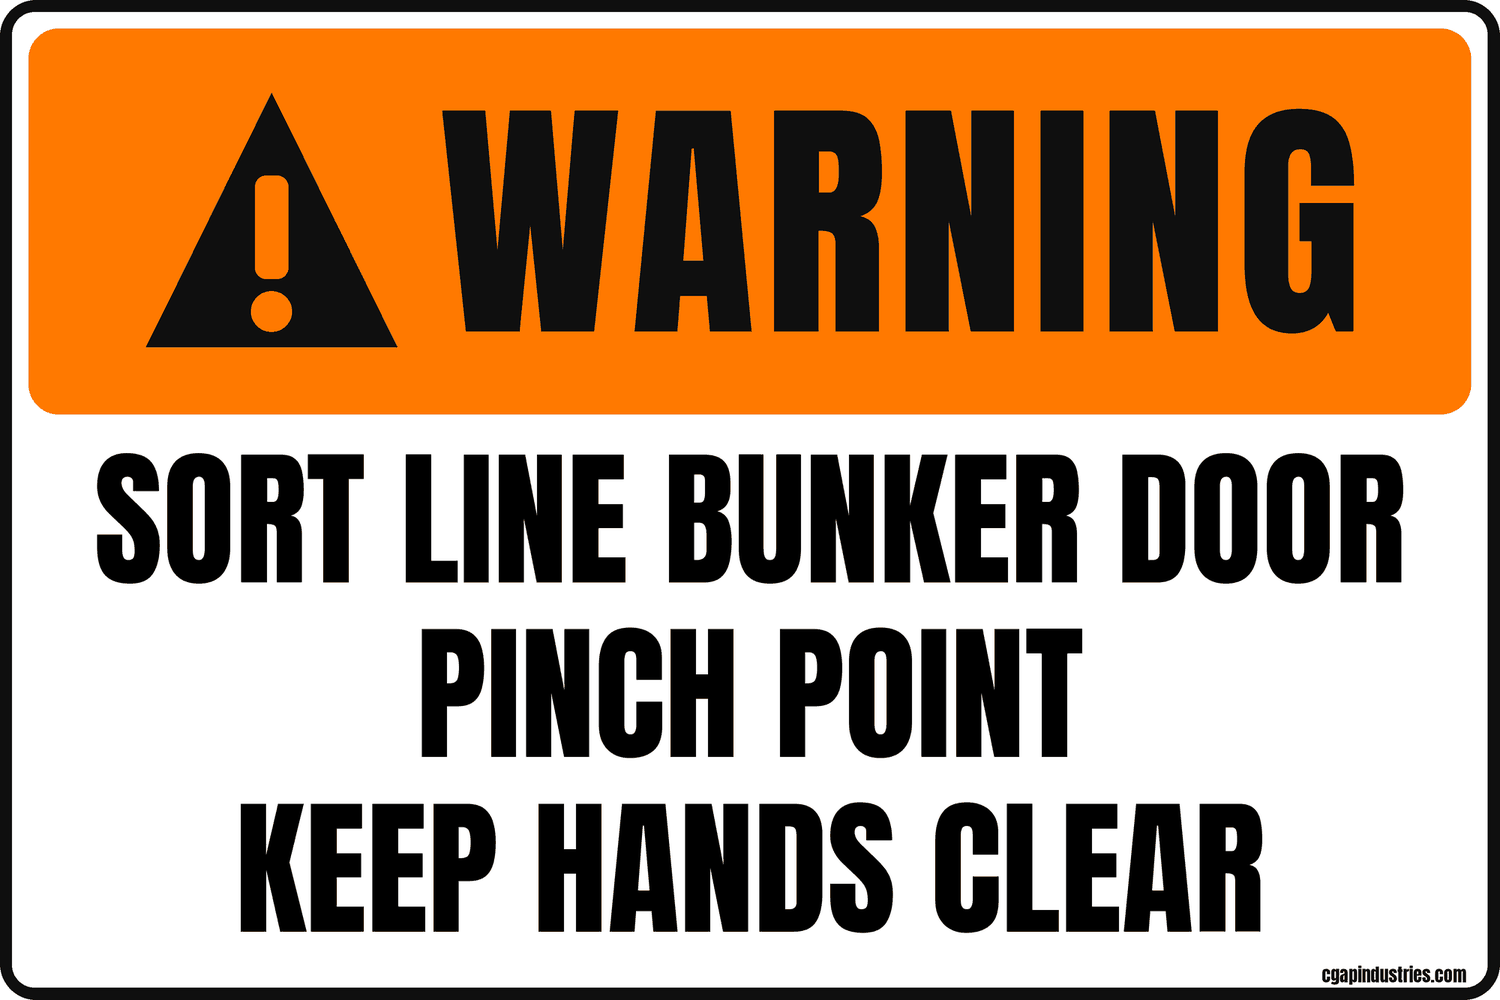 WARNING
SORT LINE BUNKER DOOR
PINCH POINT
KEEP HANDS CLEAR
cgapindustries.com